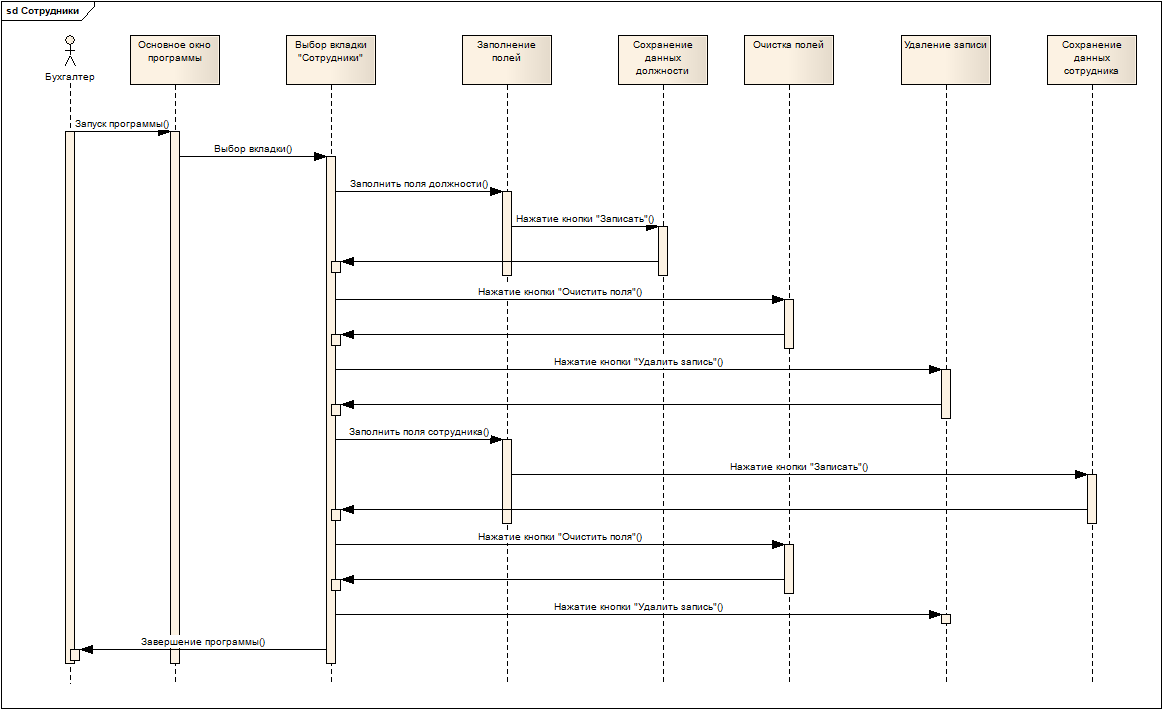 sd Сотрудники
Бухгалтер
Основное окно
программы
Выбор вкладки
"Сотрудники"
Заполнение
полей
Сохранение
данных
должности
Очистка полей
Удаление записи
Сохранение
данных
сотрудника
Запуск программы()
Выбор вкладки()
Заполнить поля должности()
Нажатие кнопки "Записать"()
Нажатие кнопки "Очистить поля"()
Нажатие кнопки "Удалить запись"()
Заполнить поля сотрудника()
Нажатие кнопки "Записать"()
Нажатие кнопки "Очистить поля"()
Нажатие кнопки "Удалить запись"()
Завершение программы()